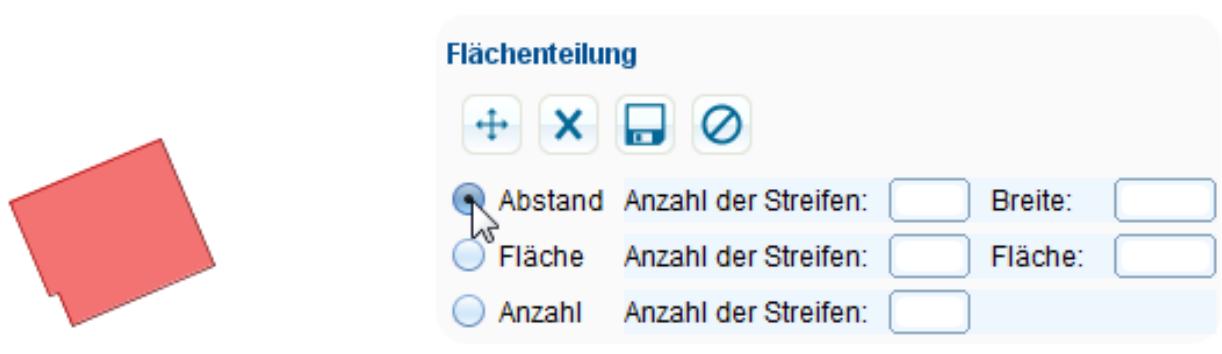 Flächenteilung
Abstand Anzahl der Streifen: Breite:
Fläche Anzahl der Streifen: Fläche:
Anzahl Anzahl der Streifen: